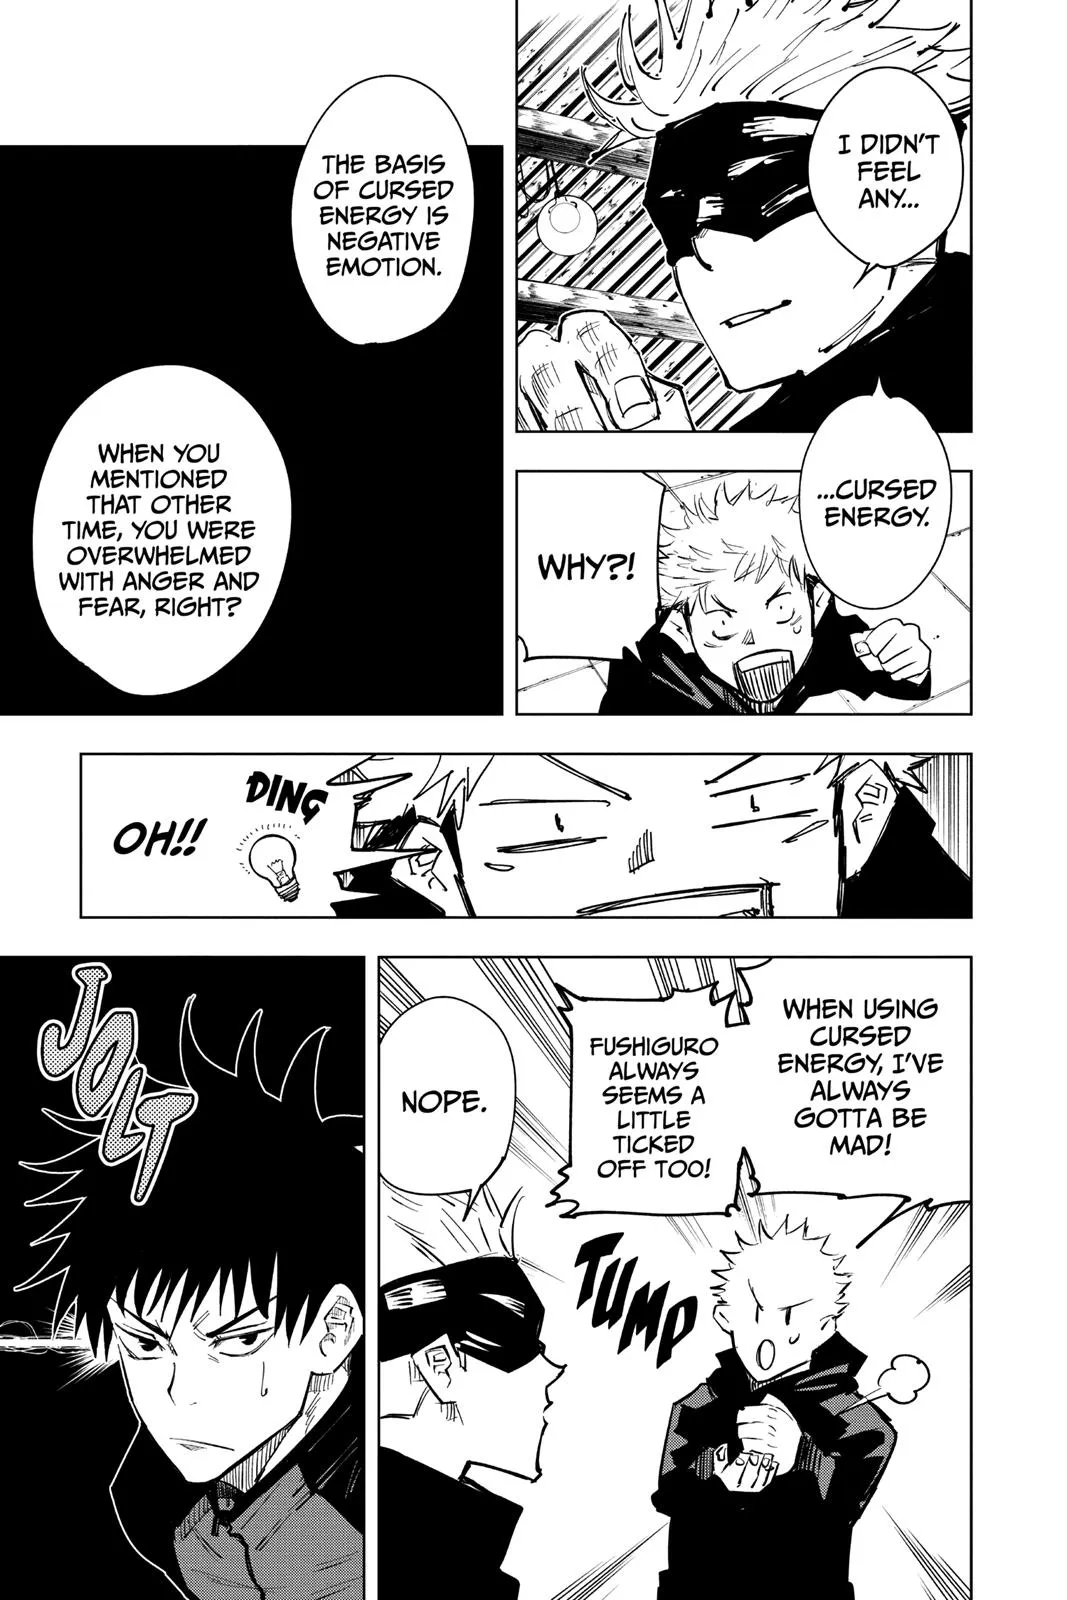 I DIDN'T
FEEL
ANY...
...CURSED
ENERGY.
WHY?!
THE BASIS
OF CURSED
ENERGY IS
NEGATIVE
EMOTION.
WHEN YOU
MENTIONED
THAT OTHER
TIME, YOU WERE
OVERWHELMED
WITH ANGER AND
FEAR, RIGHT?
DING
OH!!
WHEN USING
CURSED
ENERGY, I'VE
ALWAYS
GOTTA BE
MAD!
FUSHIGURO
ALWAYS
SEEMS A
LITTLE
TICKED
OFF TOO!
TUMP
NOPE.
JOLT